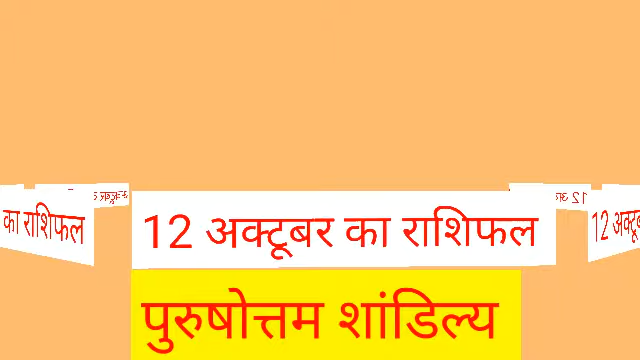 12 अक्टूबर का राशिफल
पुरुषोत्तम शांडिल्य
का राशिफल
12 अक्टूब